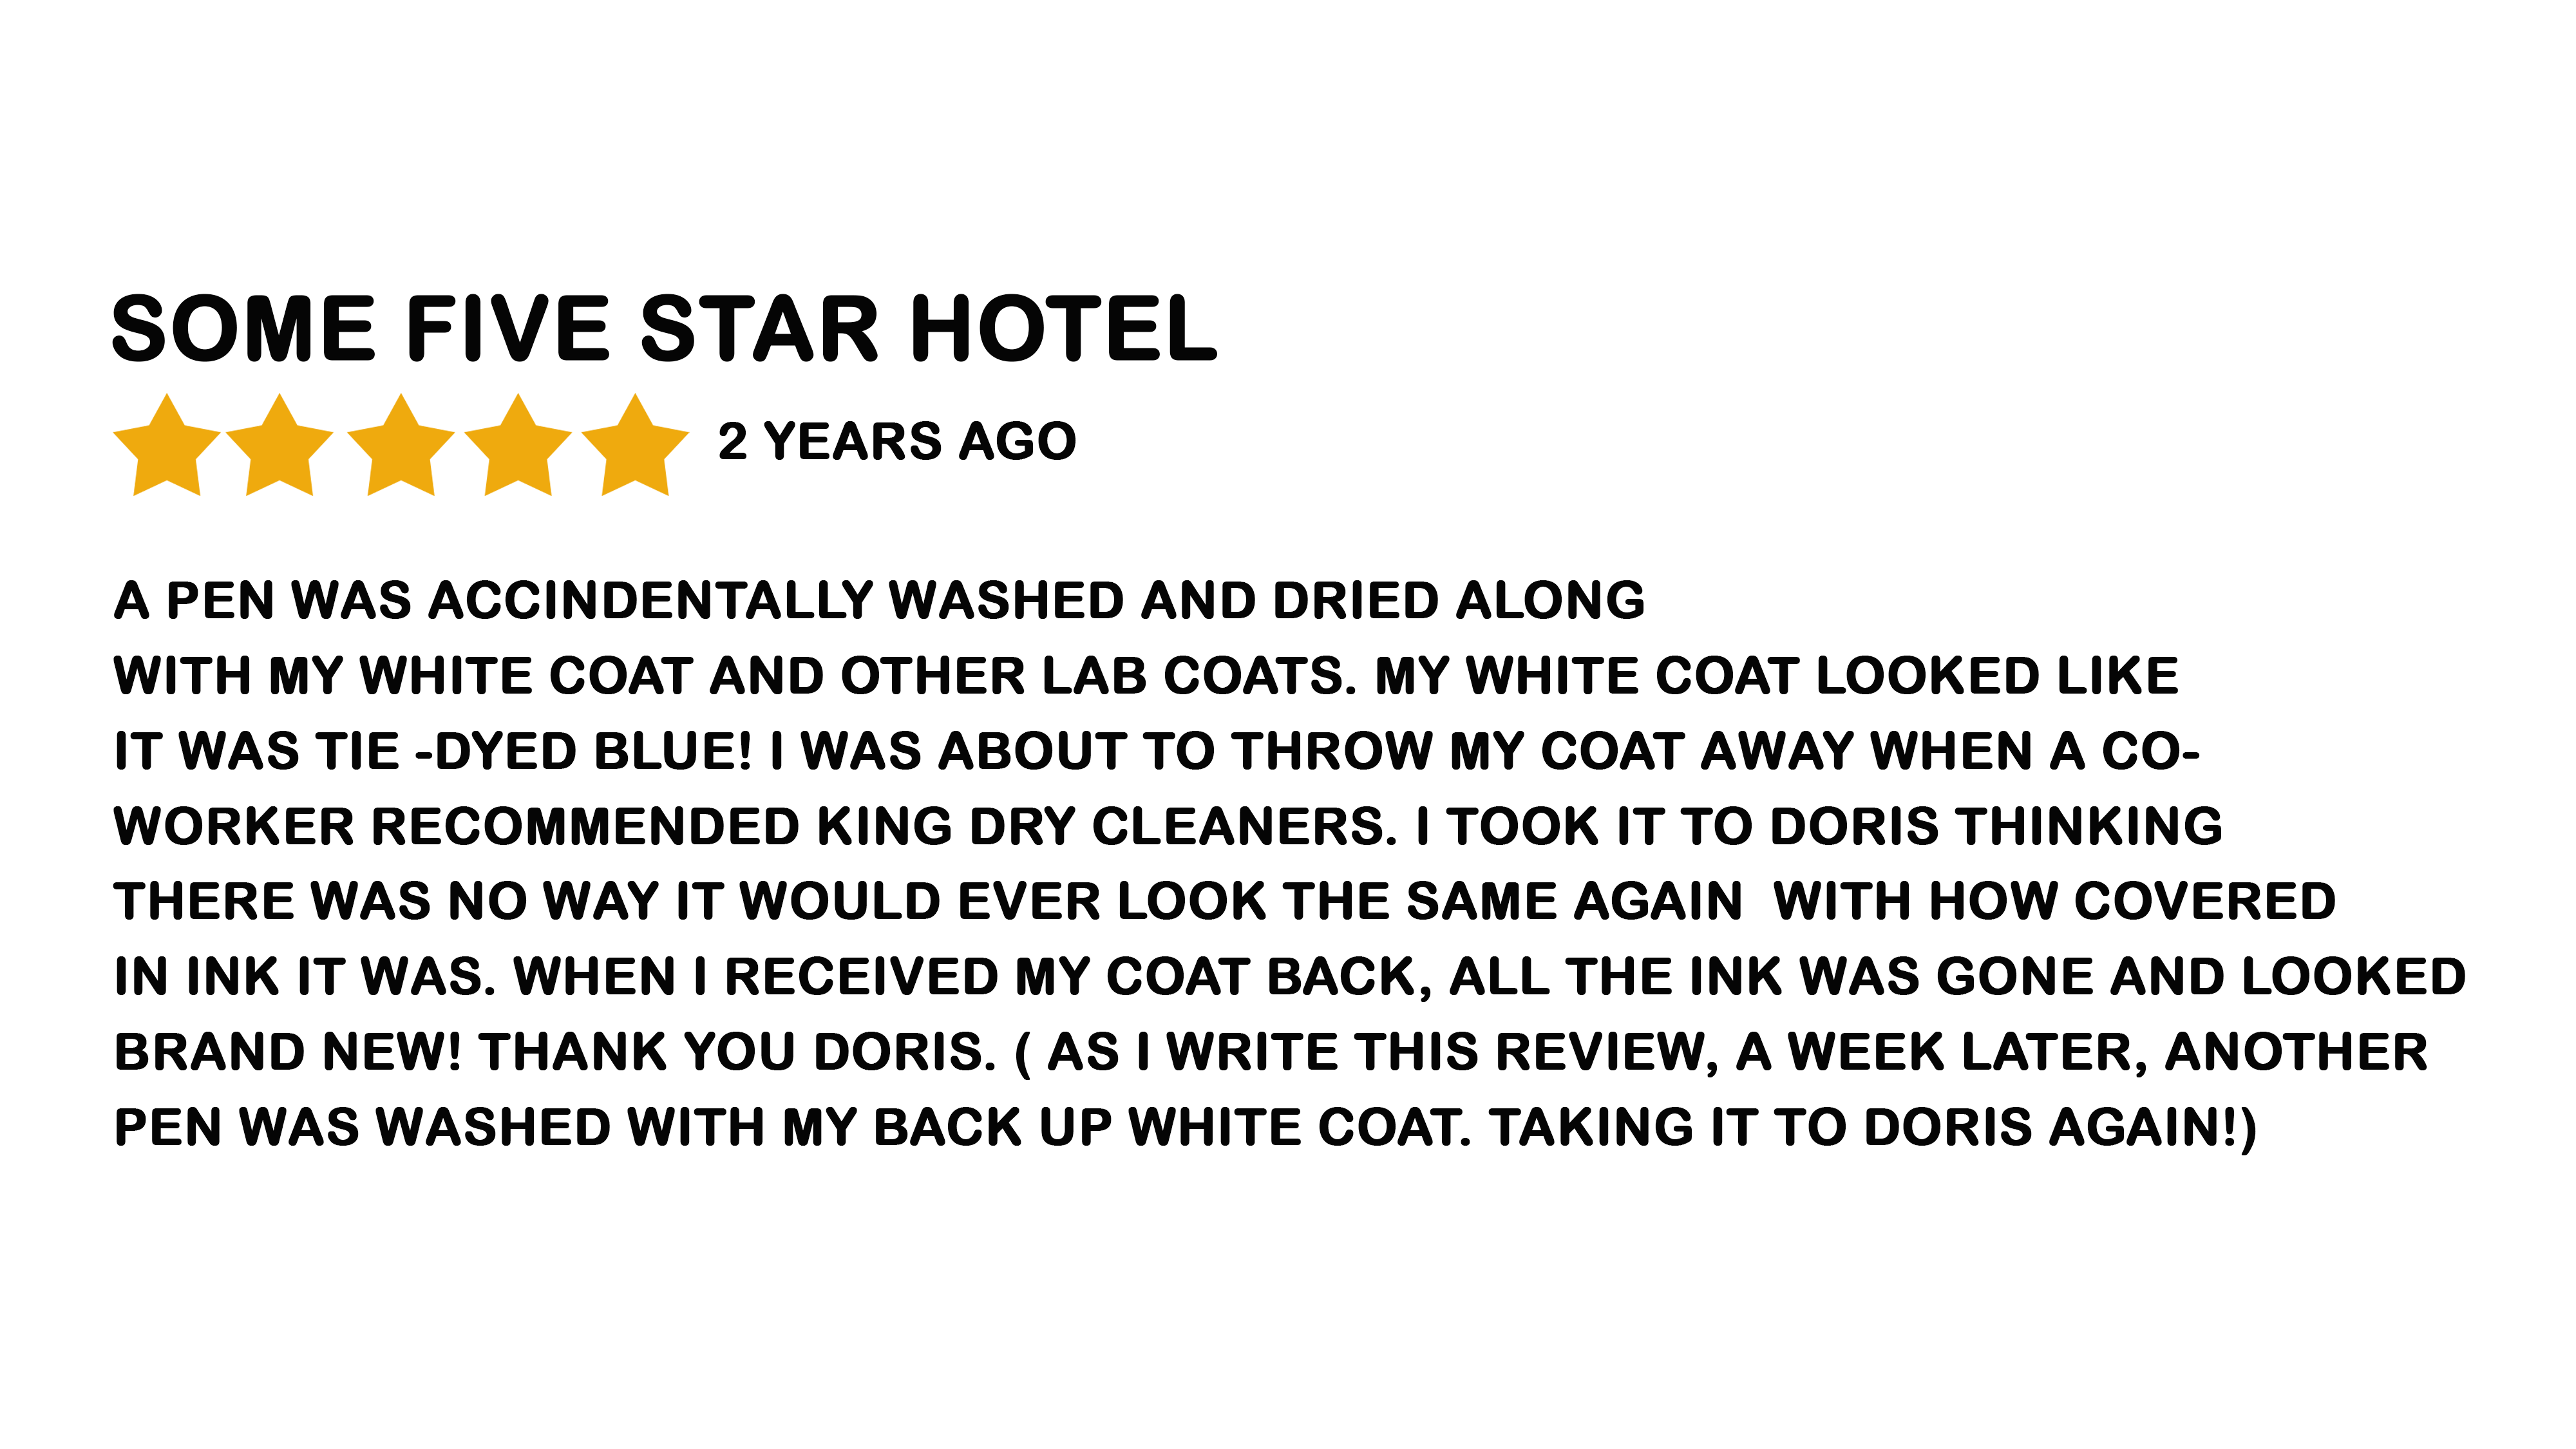 SOME FIVE STAR HOTEL
2 YEARS AGO
A PEN WAS ACCINDENTALLY WASHED AND DRIED ALONG
WITH MY WHITE COAT AND OTHER LAB COATS. MY WHITE COAT LOOKED LIKE
IT WAS TIE -DYED BLUE! I WAS ABOUT TO THROW MY COAT AWAY WHEN A CO-
WORKER RECOMMENDED KING DRY CLEANERS. I TOOK IT TO DORIS THINKING
THERE WAS NO WAY IT WOULD EVER LOOK THE SAME AGAIN  WITH HOW COVERED
IN INK IT WAS. WHEN I RECEIVED MY COAT BACK, ALL THE INK WAS GONE AND LOOKED
BRAND NEW! THANK YOU DORIS. ( AS I WRITE THIS REVIEW, A WEEK LATER, ANOTHER
PEN WAS WASHED WITH MY BACK UP WHITE COAT. TAKING IT TO DORIS AGAIN!)